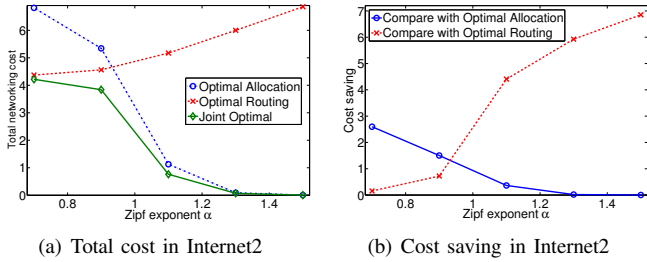 Total networking cost
6
5
4
3
2
1
0
0.8
1
1.2
1.4
Zipf exponent α
Optimal Allocation
Optimal Routing
Joint Optimal
(a) Total cost in Internet2
Cost saving
7
6
5
4
3
2
1
0
0.8
1
1.2
1.4
Zipf exponent α
Compare with Optimal Allocation
Compare with Optimal Routing
(b) Cost saving in Internet2